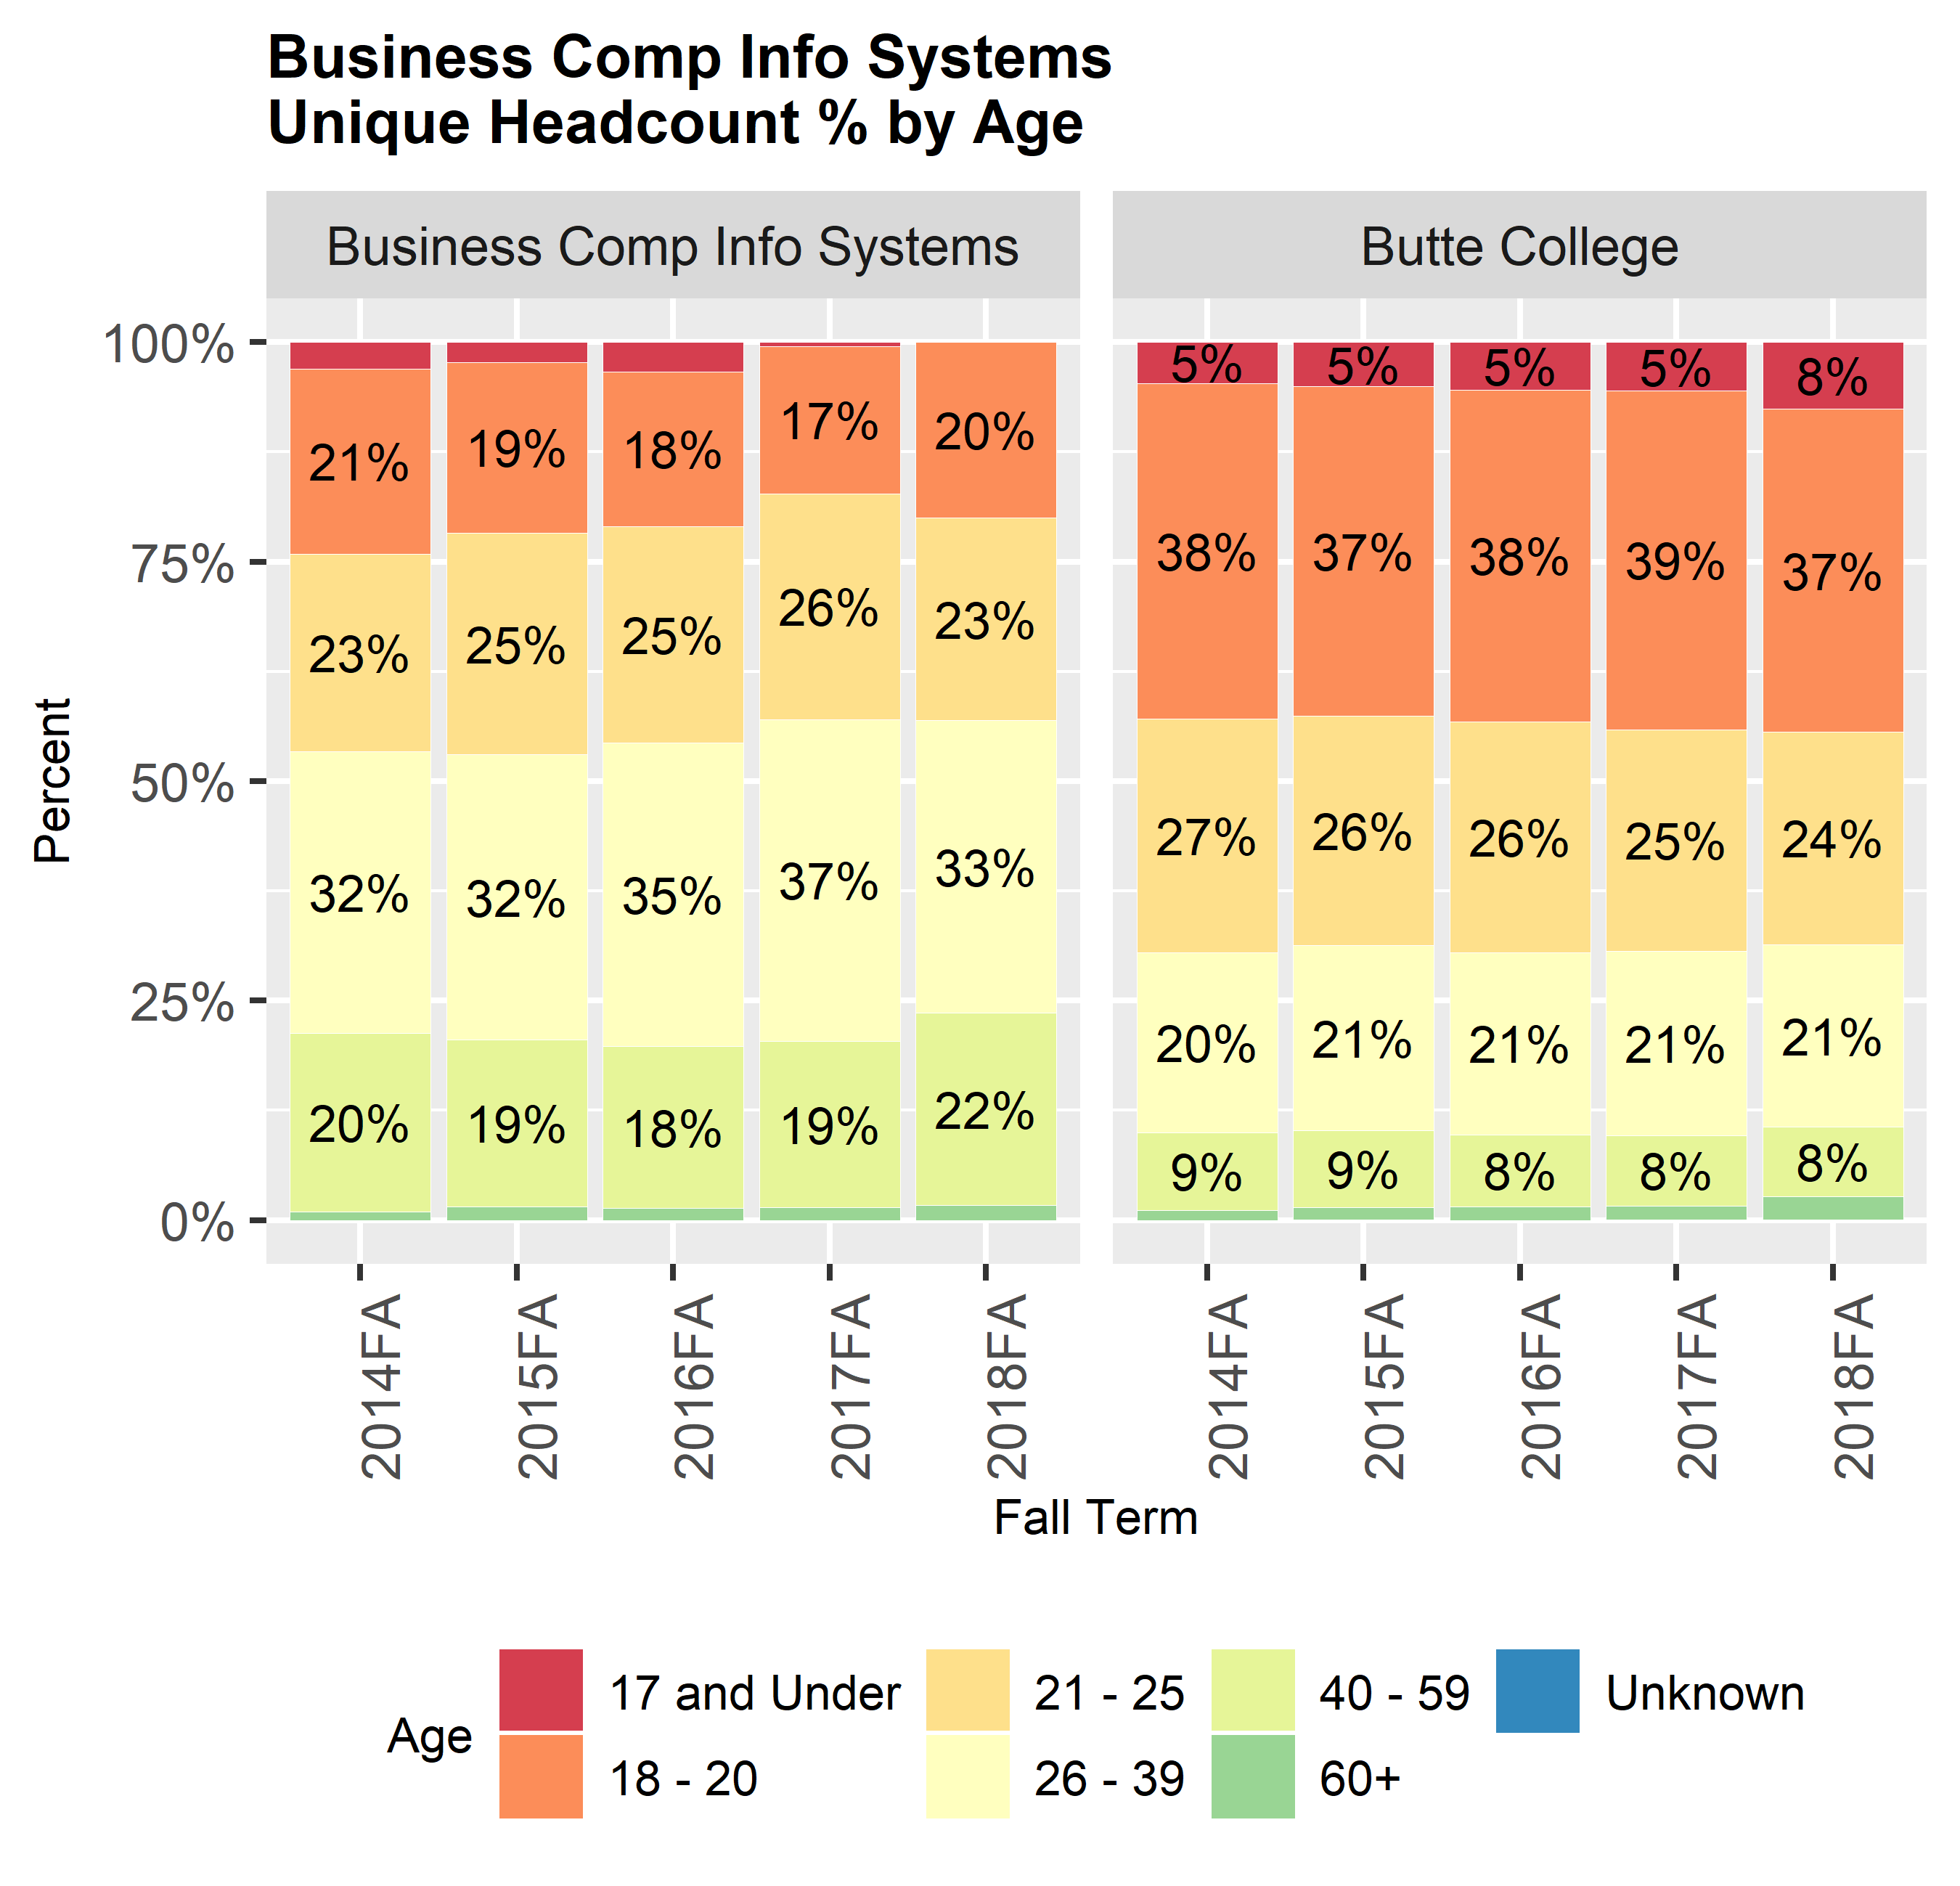 Business Comp Info Systems
Unique Headcount % by Age
Business Comp Info Systems
Butte College
Percent
100%
75%
50%
25%
0%
21%
23%
32%
20%
19%
25%
32%
19%
18%
25%
35%
18%
17%
26%
37%
19%
20%
23%
33%
22%
5%
38%
27%
20%
9%
5%
37%
26%
21%
9%
5%
38%
26%
21%
8%
5%
39%
25%
21%
8%
8%
37%
24%
21%
8%
2014FA
2015FA
2016FA
2017FA
2018FA
2014FA
2015FA
2016FA
2017FA
2018FA
Fall Term
Age
17 and Under
18 - 20
21 - 25
26 - 39
40 - 59
60+
Unknown